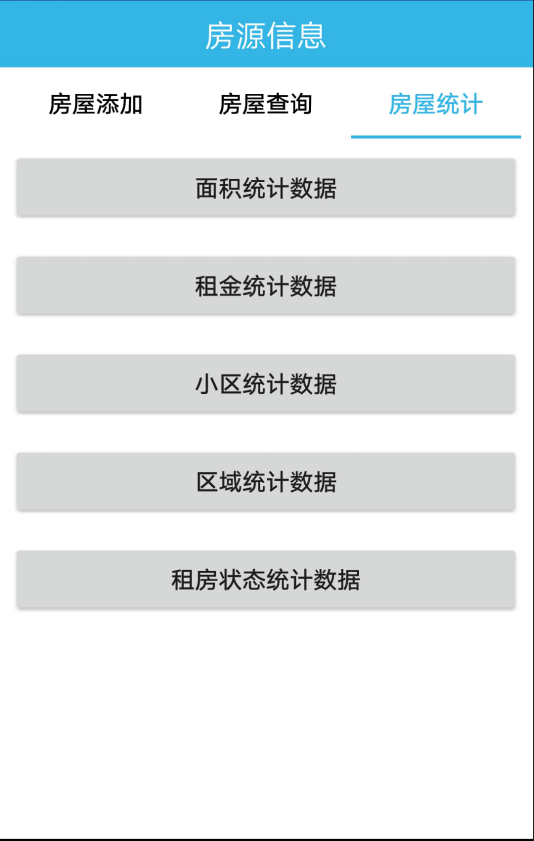 房源信息
房屋添加 房屋查询 房屋统计
面积统计数据
租金统计数据
小区统计数据
区域统计数据
租房状态统计数据